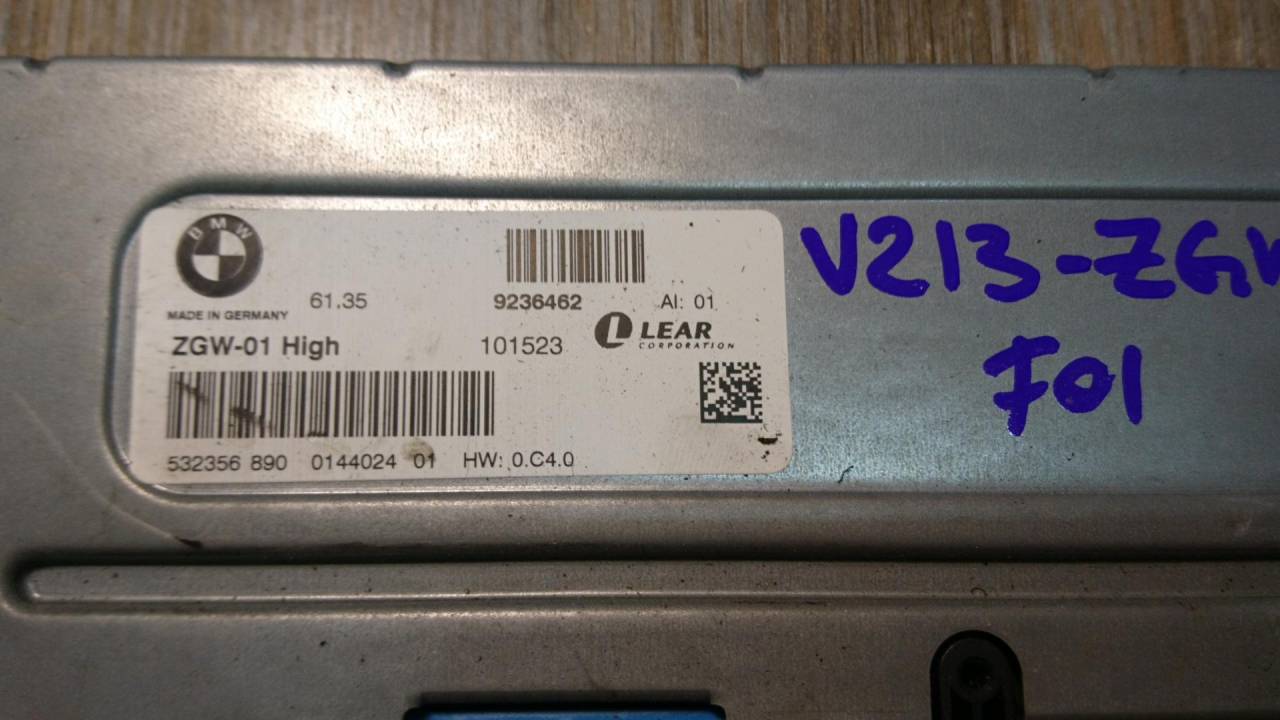 BMW
MADE IN GERMANY 61.35 9236462 AI: 01
ZGW-01 High 101523 LEAR
CORPORATION
532356 890 0144024 01 HW: 0.C4.0
V213-ZGW
F01